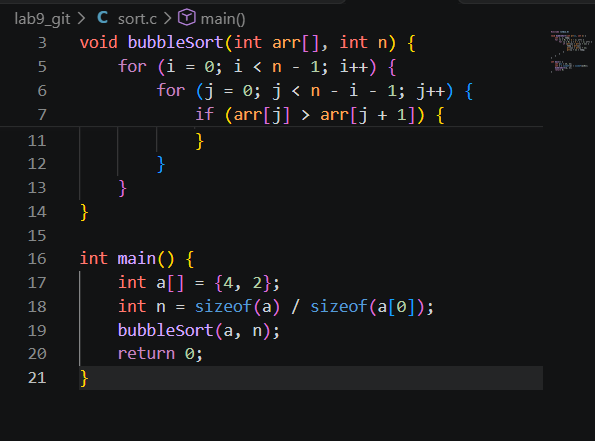 lab9_git > C sort.c > main()
3 void bubbleSort(int arr[], int n) {
5 for (i = 0; i < n - 1; i++) {
6 for (j = 0; j < n - i - 1; j++) {
7 if (arr[j] > arr[j + 1]) {
11 }
12 }
13 }
14 }
15
16 int main() {
17 int a[] = {4, 2};
18 int n = sizeof(a) / sizeof(a[0]);
19 bubbleSort(a, n);
20 return 0;
21 }